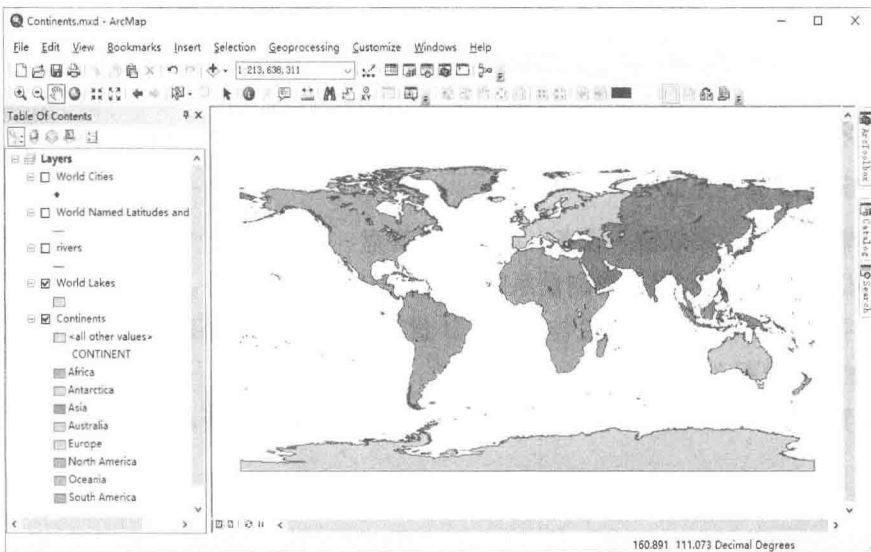 Continents.mxd - ArcMap
File Edit View Bookmarks Insert Selection Geoprocessing Customize Windows Help
1:213,638,311
Table Of Contents
Layers
World Cities
World Named Latitudes and
rivers
World Lakes
Continents
<all other values>
CONTINENT
Africa
Antarctica
Asia
Australia
Europe
North America
Oceania
South America
ArcToolbox
Catalog
Search
160.891 111.073 Decimal Degrees